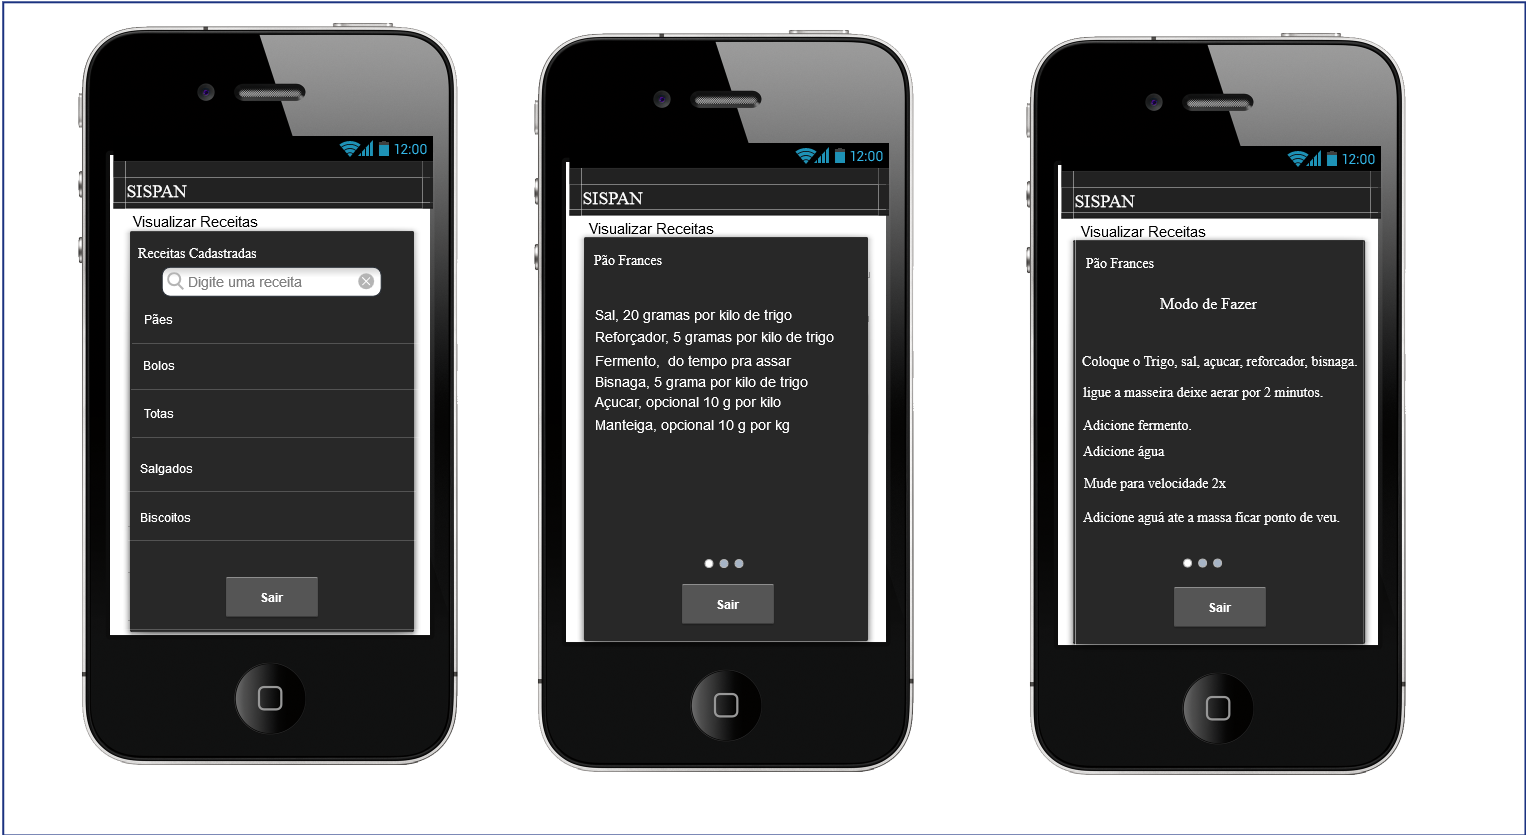 12:00
SISPAN
Visualizar Receitas
Receitas Cadastradas
Digite uma receita
Pães
Bolos
Totas
Salgados
Biscoitos
Sair
12:00
SISPAN
Visualizar Receitas
Pão Frances
Sal, 20 gramas por kilo de trigo
Reforçador, 5 gramas por kilo de trigo
Fermento,  do tempo pra assar
Bisnaga, 5 grama por kilo de trigo
Açucar, opcional 10 g por kilo
Manteiga, opcional 10 g por kg
Sair
12:00
SISPAN
Visualizar Receitas
Pão Frances
Modo de Fazer
Coloque o Trigo, sal, açucar, reforcador, bisnaga.
ligue a masseira deixe aerar por 2 minutos.
Adicione fermento.
Adicione água
Mude para velocidade 2x
Adicione aguá ate a massa ficar ponto de veu.
Sair